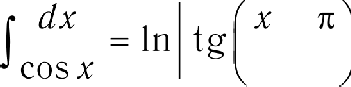 ∫ dx / cos x = ln | tg ( x π